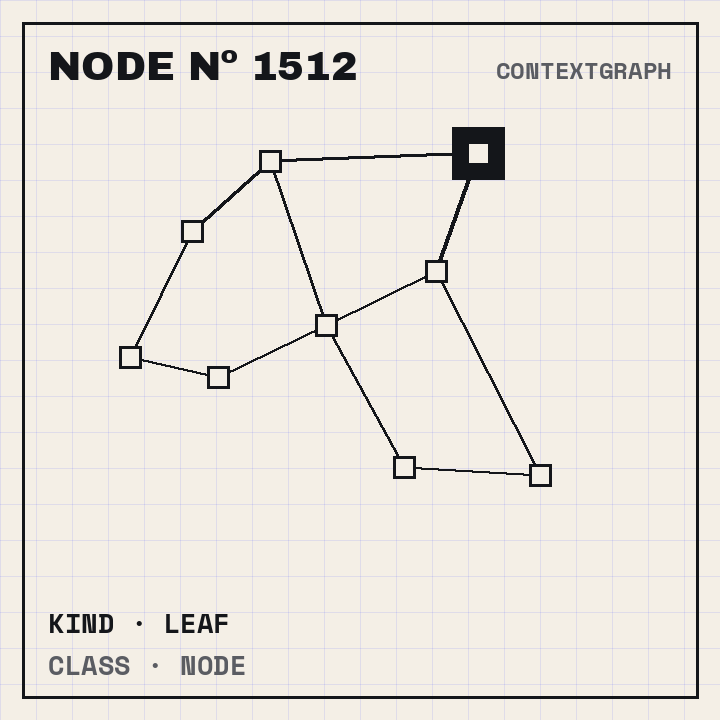 NODE Nº 1512
CONTEXTGRAPH
KIND · LEAF
CLASS · NODE